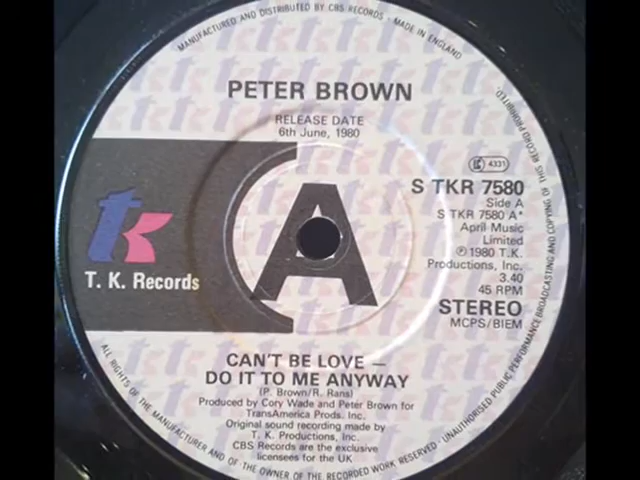 MANUFACTURED AND DISTRIBUTED BY CBS RECORDS · MADE IN ENGLAND
PETER BROWN
RELEASE DATE
6th June, 1980
4331
S TKR 7580
Side A
S TKR 7580 A*
April Music
Limited
℗1980 T.K.
Productions, Inc.
3.40
45 RPM
STEREO
MCPS/BIEM
A
tk
T. K. Records
CAN'T BE LOVE —
DO IT TO ME ANYWAY
(P. Brown/R. Rans)
Produced by Cory Wade and Peter Brown for
TransAmerica Prods. Inc.
Original sound recording made by
T. K. Productions, Inc.
CBS Records are the exclusive
licensees for the UK
ALL RIGHTS OF THE MANUFACTURER AND OF THE OWNER OF THE RECORDED WORK RESERVED · UNAUTHORISED PUBLIC PERFORMANCE BROADCASTING AND COPYING OF THIS RECORD PROHIBITED.